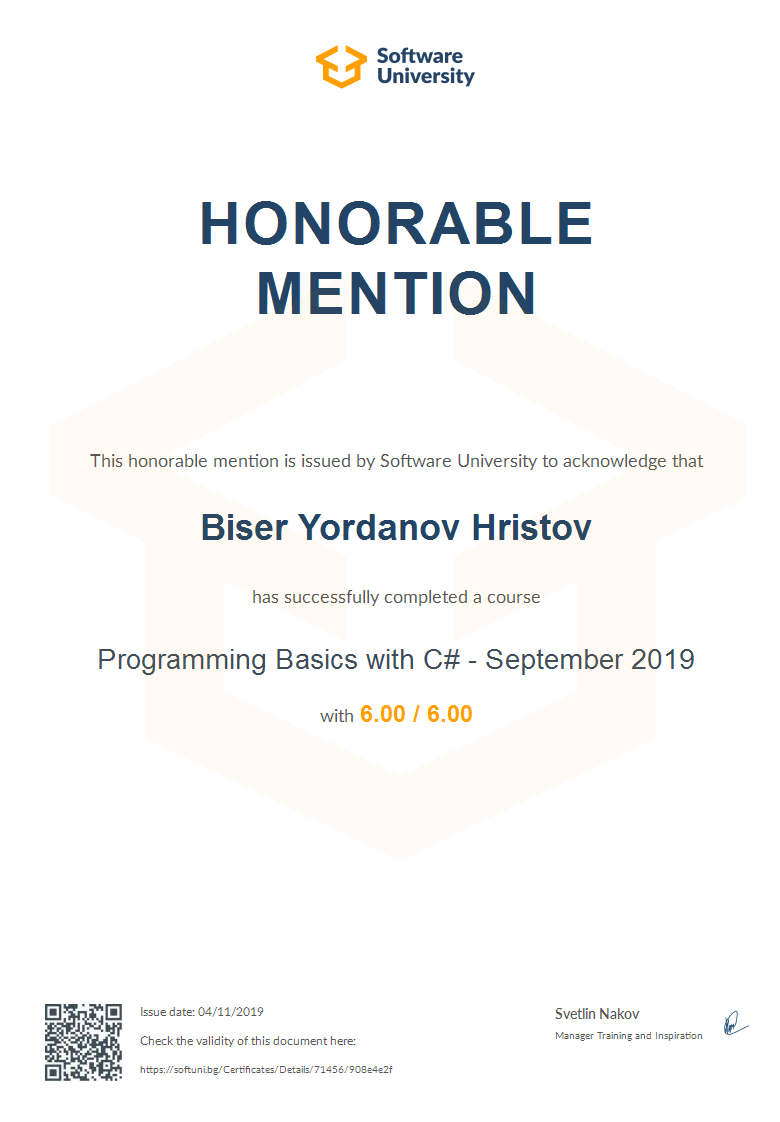 Software
University
HONORABLE
MENTION
This honorable mention is issued by Software University to acknowledge that
Biser Yordanov Hristov
has successfully completed a course
Programming Basics with C# - September 2019
with 6.00 / 6.00
Issue date: 04/11/2019
Check the validity of this document here:
https://softuni.bg/Certificates/Details/71456/908e4e2f
Svetlin Nakov
Manager Training and Inspiration